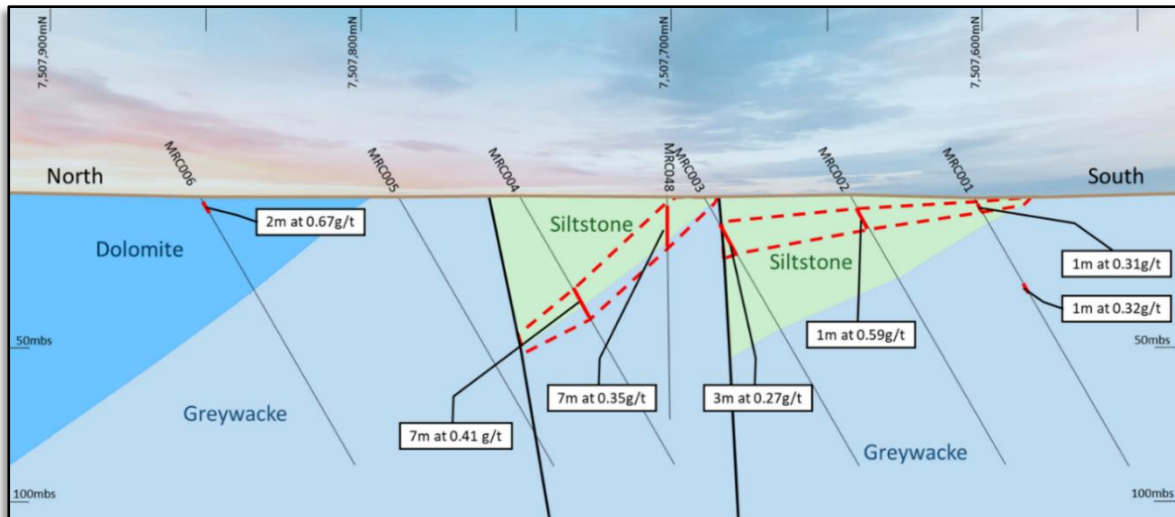 7,507,900mN
7,507,800mN
7,507,700mN
7,507,600mN
North
South
MRC006
MRC005
MRC004
MRC048
MRC003
MRC002
MRC001
2m at 0.67g/t
Dolomite
Siltstone
Siltstone
1m at 0.31g/t
1m at 0.32g/t
1m at 0.59g/t
50mbs
50mbs
7m at 0.35g/t
3m at 0.27g/t
7m at 0.41 g/t
Greywacke
Greywacke
100mbs
100mbs